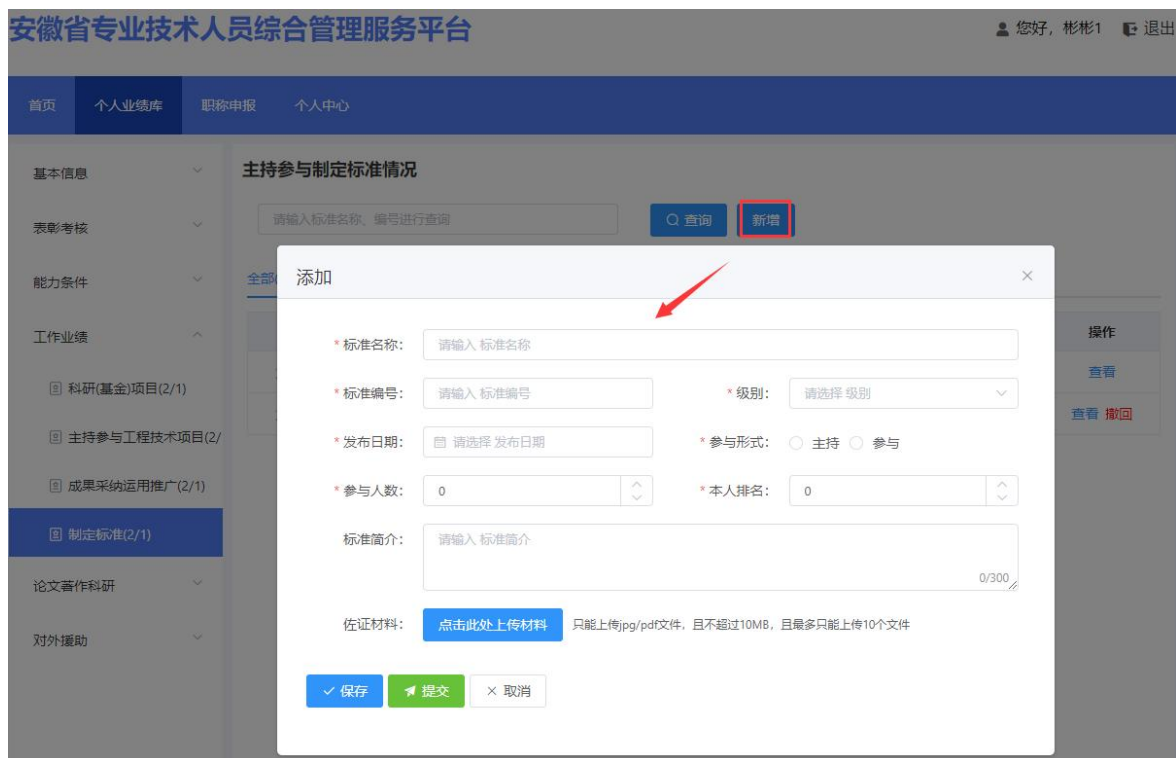 安徽省专业技术人员综合管理服务平台
您好，彬彬1 退出
首页 个人业绩库 职称申报 个人中心
基本信息
表彰考核
能力条件
工作业绩
科研(基金)项目(2/1)
主持参与工程技术项目(2/
成果采纳运用推广(2/1)
制定标准(2/1)
论文著作科研
对外援助
主持参与制定标准情况
请输入标准名称、编号进行查询 查询 新增
全部
操作
查看
查看 撤回
添加
* 标准名称： 请输入 标准名称
* 标准编号： 请输入 标准编号 * 级别： 请选择 级别
* 发布日期： 请选择 发布日期 * 参与形式： 主持 参与
* 参与人数： 0 * 本人排名： 0
标准简介： 请输入 标准简介
0/300
佐证材料： 点击此处上传材料 只能上传jpg/pdf文件，且不超过10MB，且最多只能上传10个文件
保存 提交 取消